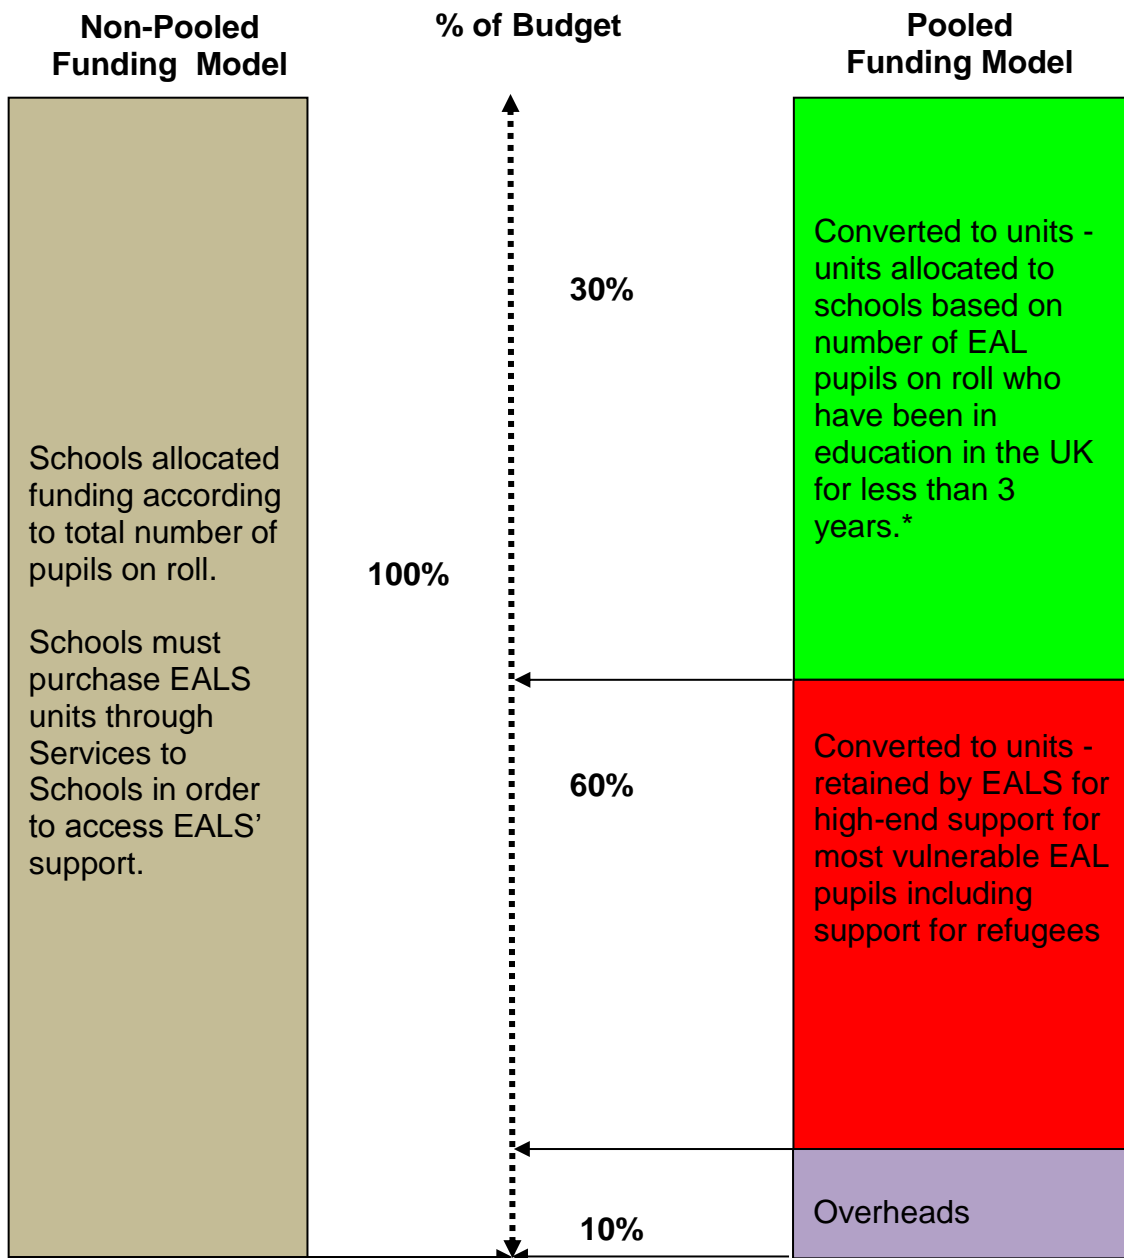 Non-Pooled
Funding  Model
% of Budget
Pooled
Funding Model
Schools allocated
funding according
to total number of
pupils on roll.
Schools must
purchase EALS
units through
Services to
Schools in order
to access EALS’
support.
100%
30%
60%
10%
Converted to units -
units allocated to
schools based on
number of EAL
pupils on roll who
have been in
education in the UK
for less than 3
years.*
Converted to units -
retained by EALS for
high-end support for
most vulnerable EAL
pupils including
support for refugees
Overheads